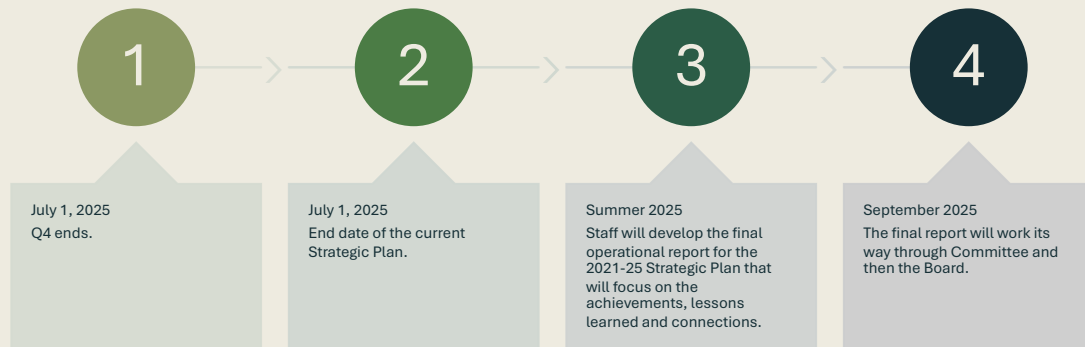 1
2
3
4
July 1, 2025
Q4 ends.
July 1, 2025
End date of the current
Strategic Plan.
Summer 2025
Staff will develop the final
operational report for the
2021-25 Strategic Plan that
will focus on the
achievements, lessons
learned and connections.
September 2025
The final report will work its
way through Committee and
then the Board.